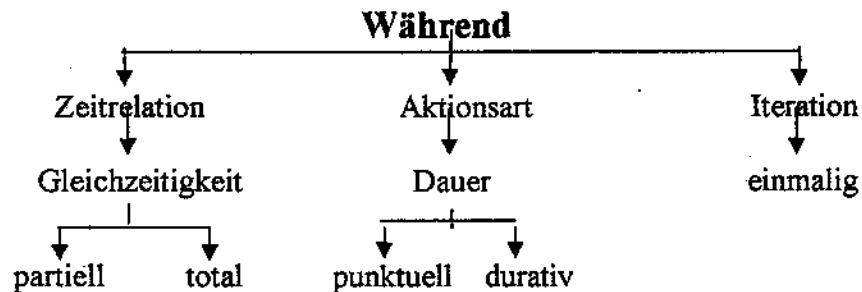 Während
Zeitrelation Aktionsart Iteration
Gleichzeitigkeit Dauer einmalig
partiell total punktuell durativ